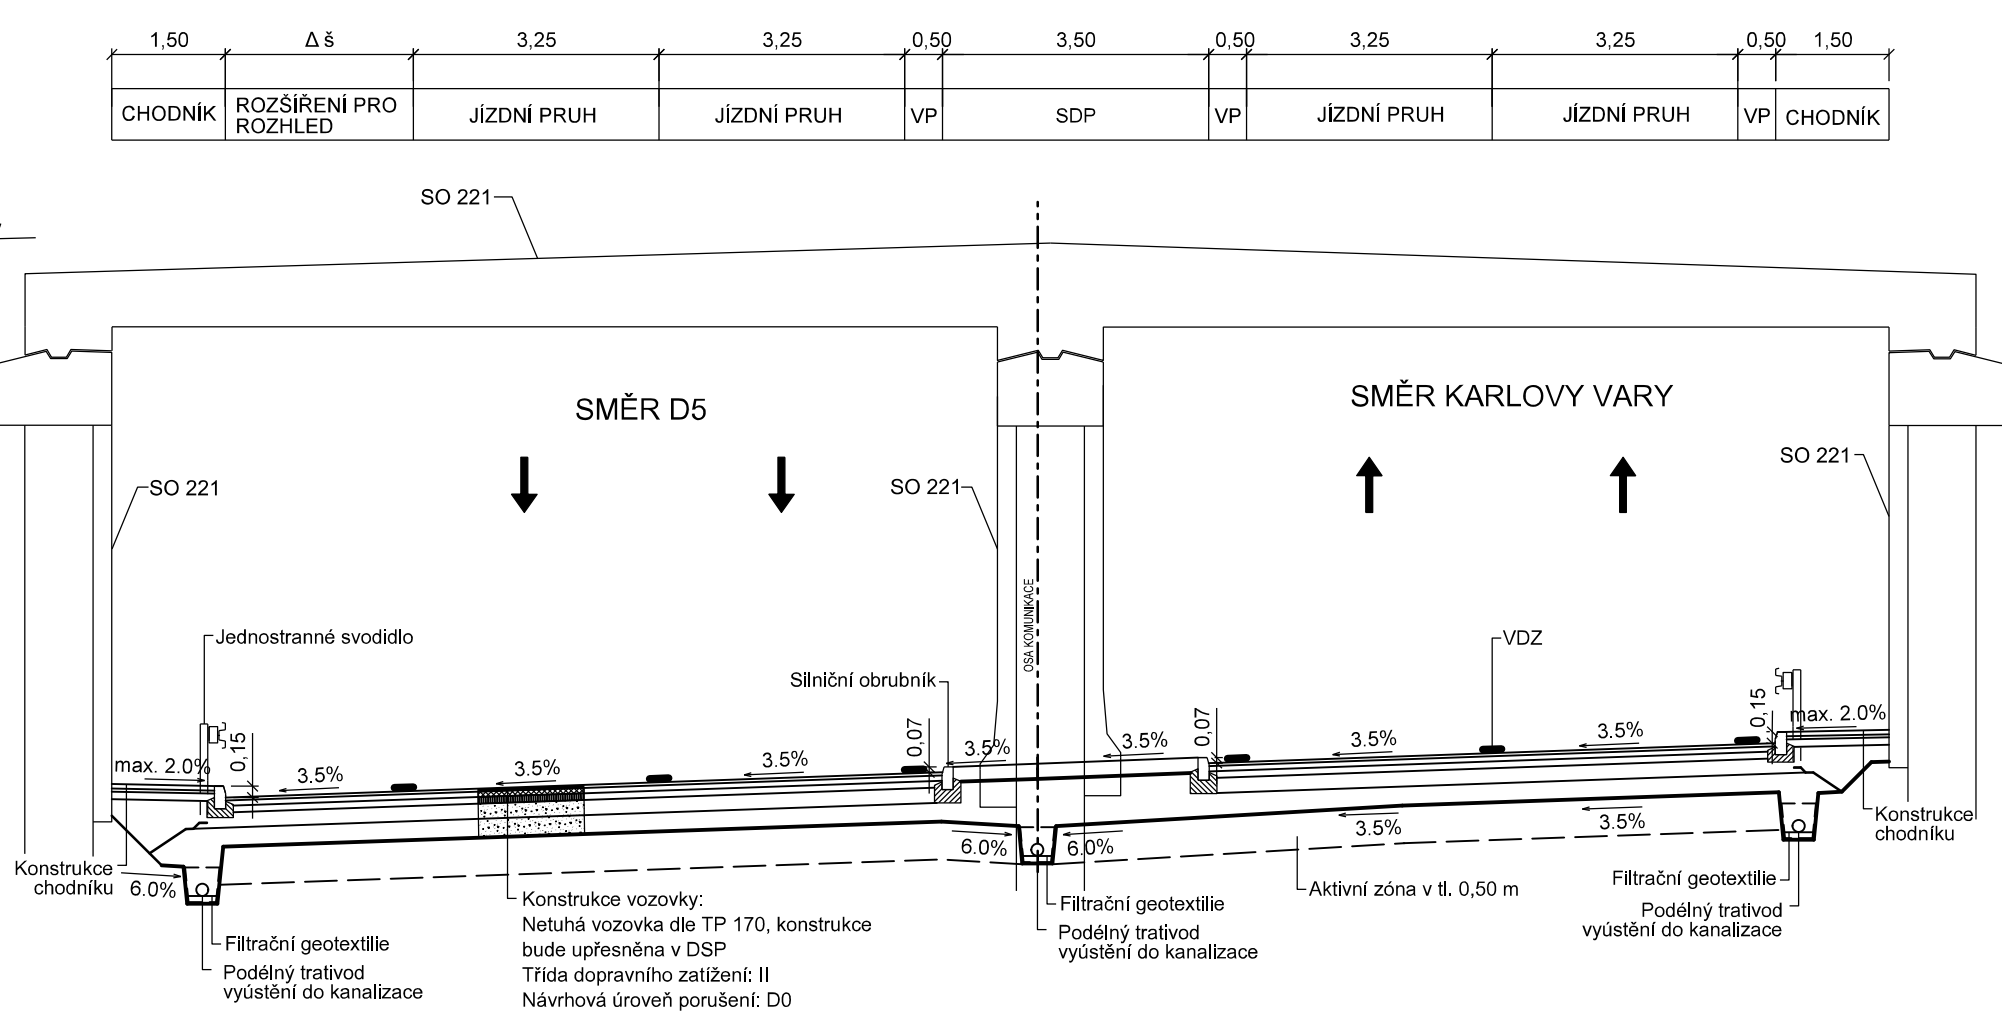 1,50 Δ š 3,25 3,25 0,50 3,50 0,50 3,25 3,25 0,50 1,50
CHODNÍK
ROZŠÍŘENÍ PRO
ROZHLED
JÍZDNÍ PRUH
JÍZDNÍ PRUH
VP
SDP
VP
JÍZDNÍ PRUH
JÍZDNÍ PRUH
VP
CHODNÍK
SO 221
SMĚR D5
SMĚR KARLOVY VARY
SO 221
SO 221
SO 221
OSA KOMUNIKACE
Jednostranné svodidlo
VDZ
Silniční obrubník
max. 2.0%
0,15
3.5%
3.5%
3.5%
0,07
3.5%
3.5%
0,07
3.5%
3.5%
0,15
max. 2.0%
Konstrukce
chodníku
6.0%
6.0%
6.0%
3.5%
3.5%
Konstrukce
chodníku
Konstrukce vozovky:
Netuhá vozovka dle TP 170, konstrukce
bude upřesněna v DSP
Třída dopravního zatížení: II
Návrhová úroveň porušení: D0
Aktivní zóna v tl. 0,50 m
Filtrační geotextilie
Podélný trativod
vyústění do kanalizace
Filtrační geotextilie
Podélný trativod
vyústění do kanalizace
Filtrační geotextilie
Podélný trativod
vyústění do kanalizace